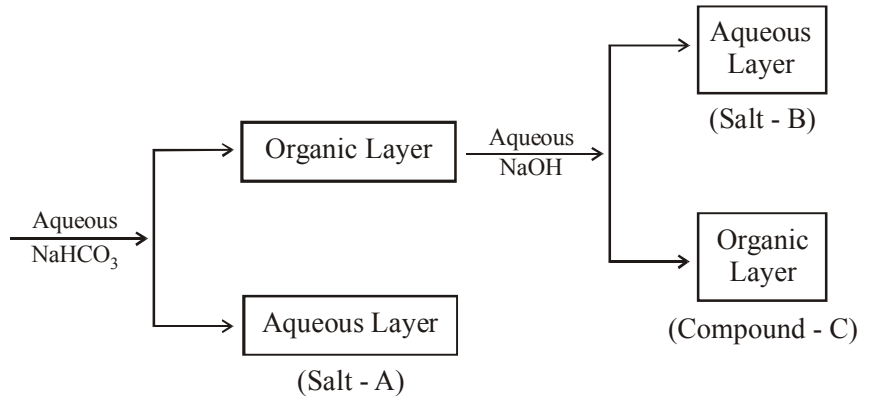 Aqueous
NaHCO₃
Organic Layer
Aqueous Layer
(Salt - A)
Aqueous
NaOH
Aqueous
Layer
(Salt - B)
Organic
Layer
(Compound - C)